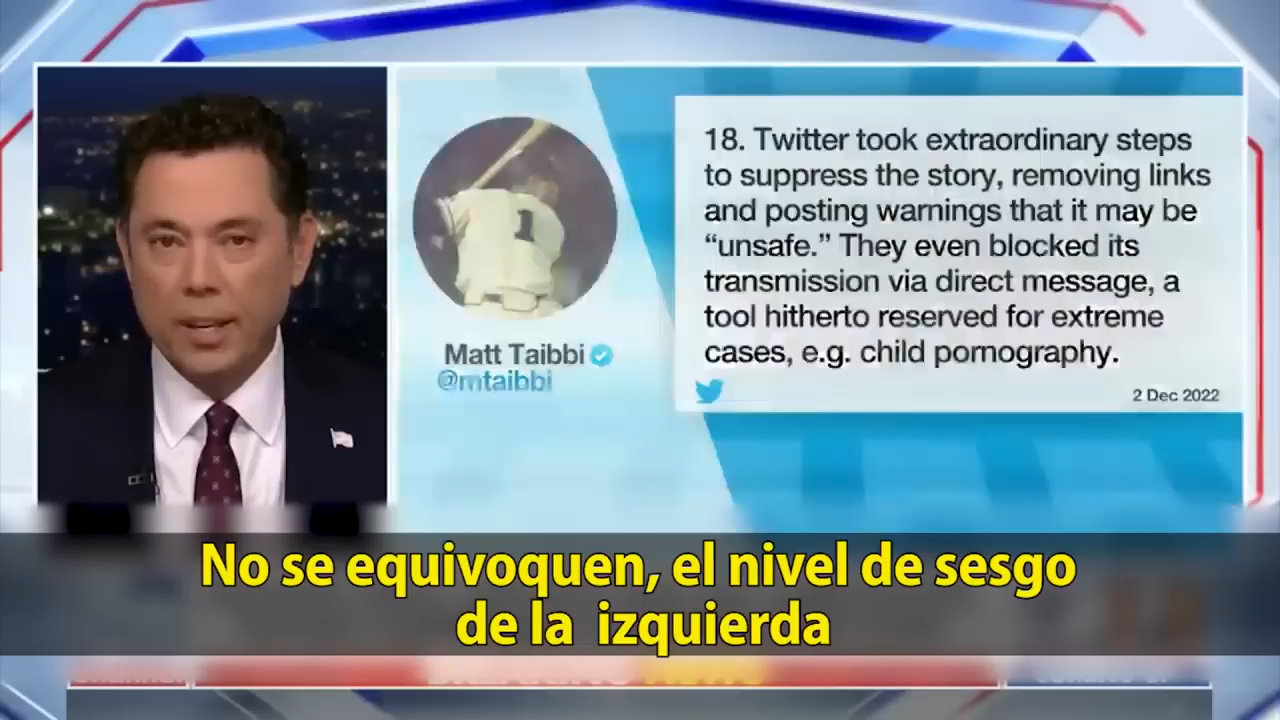 18. Twitter took extraordinary steps
to suppress the story, removing links
and posting warnings that it may be
“unsafe.” They even blocked its
transmission via direct message, a
tool hitherto reserved for extreme
cases, e.g. child pornography.
1
Matt Taibbi
@mtaibbi
2 Dec 2022
No se equivoquen, el nivel de sesgo
de la izquierda